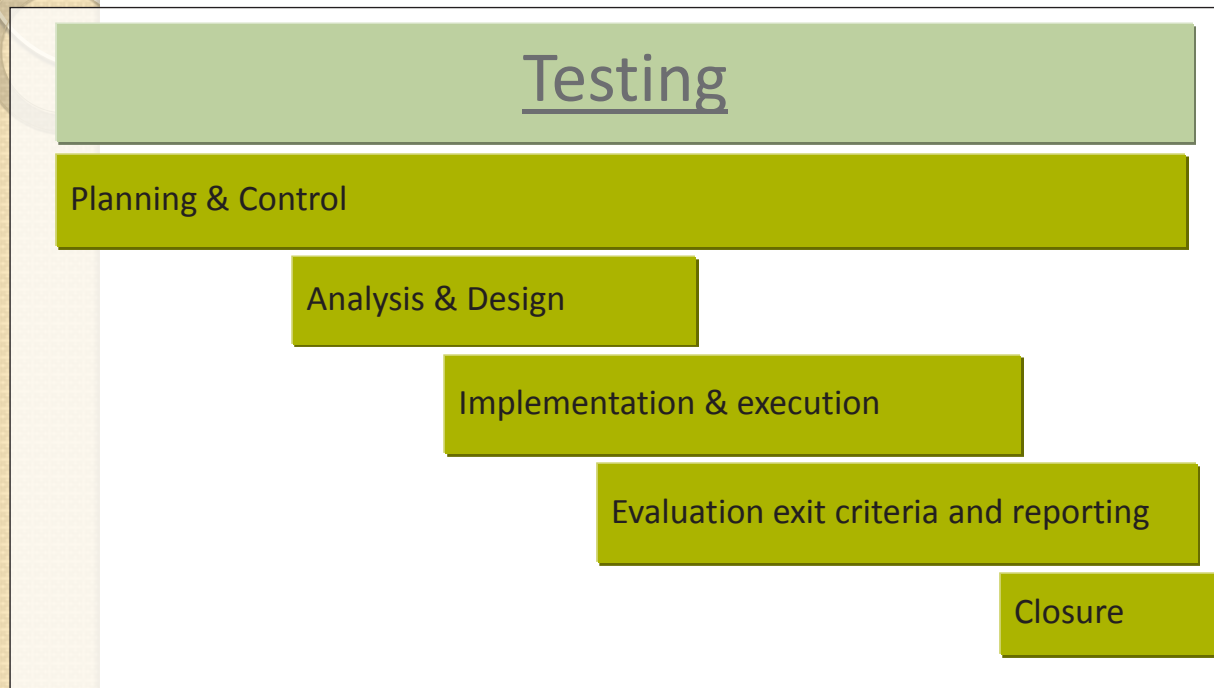 Testing
Planning & Control
Analysis & Design
Implementation & execution
Evaluation exit criteria and reporting
Closure